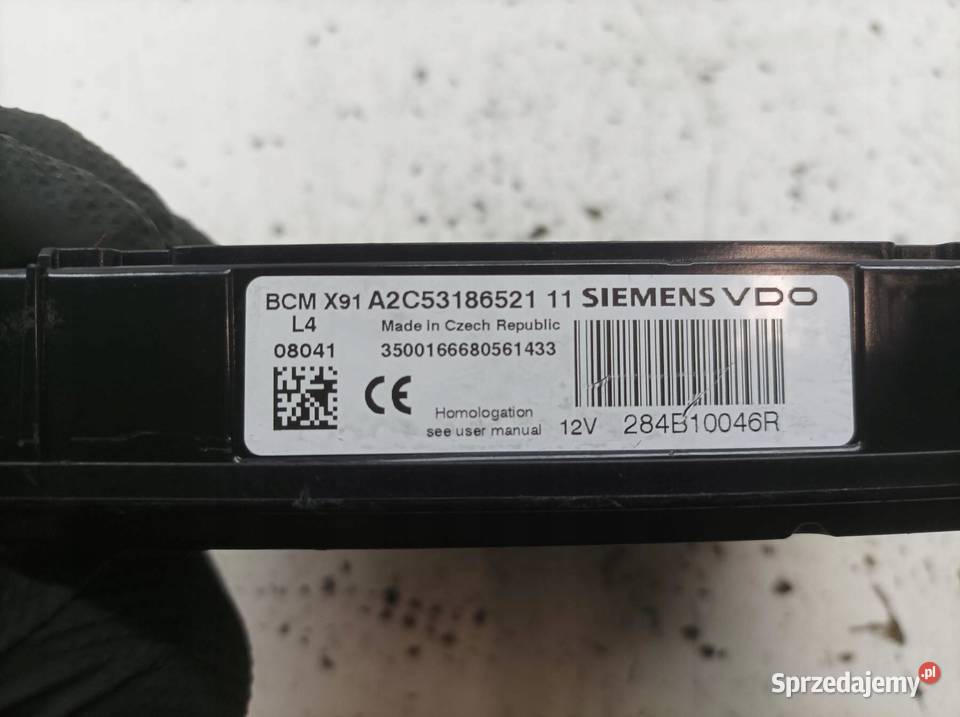 BCM X91 A2C53186521 11 SIEMENS VDO
L4 Made in Czech Republic
08041 3500166680561433
CE
Homologation
see user manual 12V 284B10046R
Sprzedajemy.pl